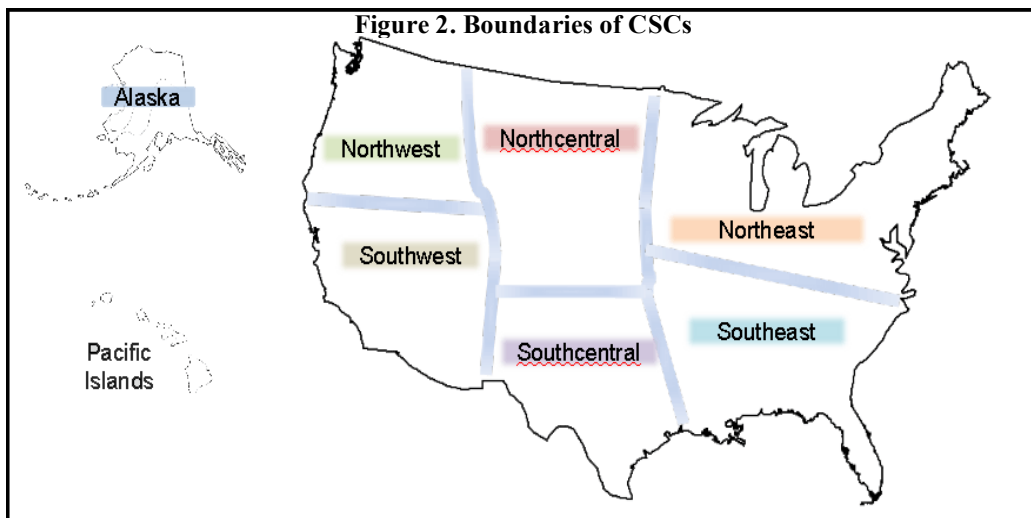 Figure 2. Boundaries of CSCs
Alaska
Northwest
Northcentral
Northeast
Southwest
Southeast
Pacific
Islands
Southcentral